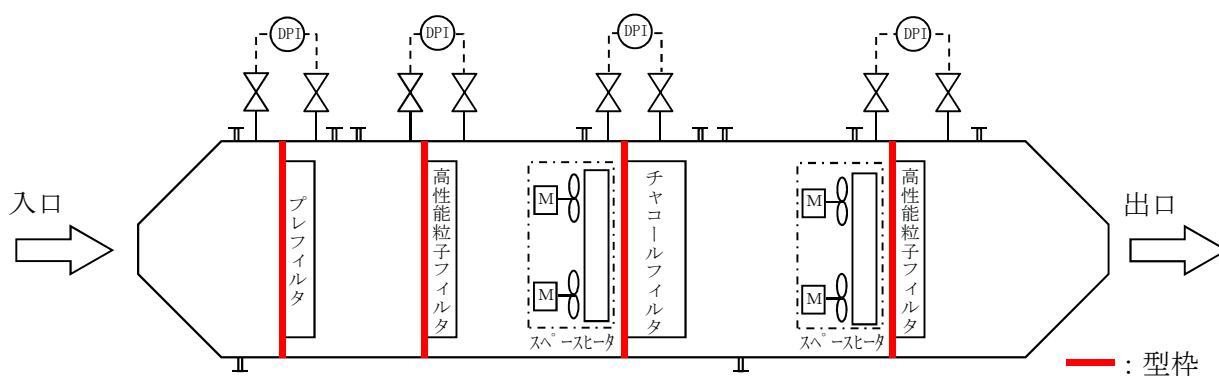 DPI
DPI
DPI
DPI
入口
プレフィルタ
高性能粒子フィルタ
M
M
スペースヒータ
チャコールフィルタ
M
M
スペースヒータ
高性能粒子フィルタ
出口
：型枠